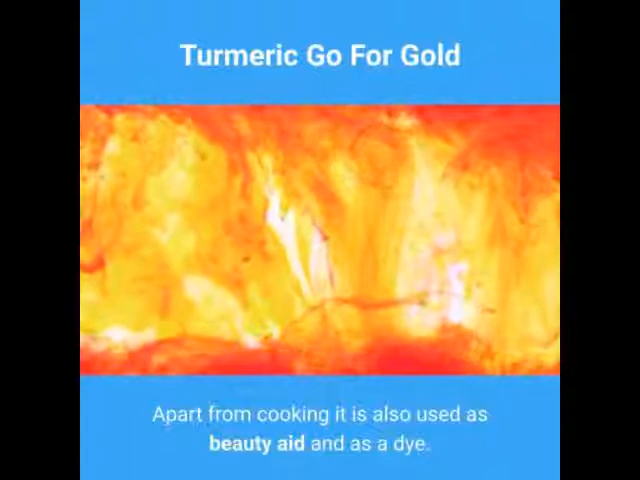 Turmeric Go For Gold
Apart from cooking it is also used as
beauty aid and as a dye.